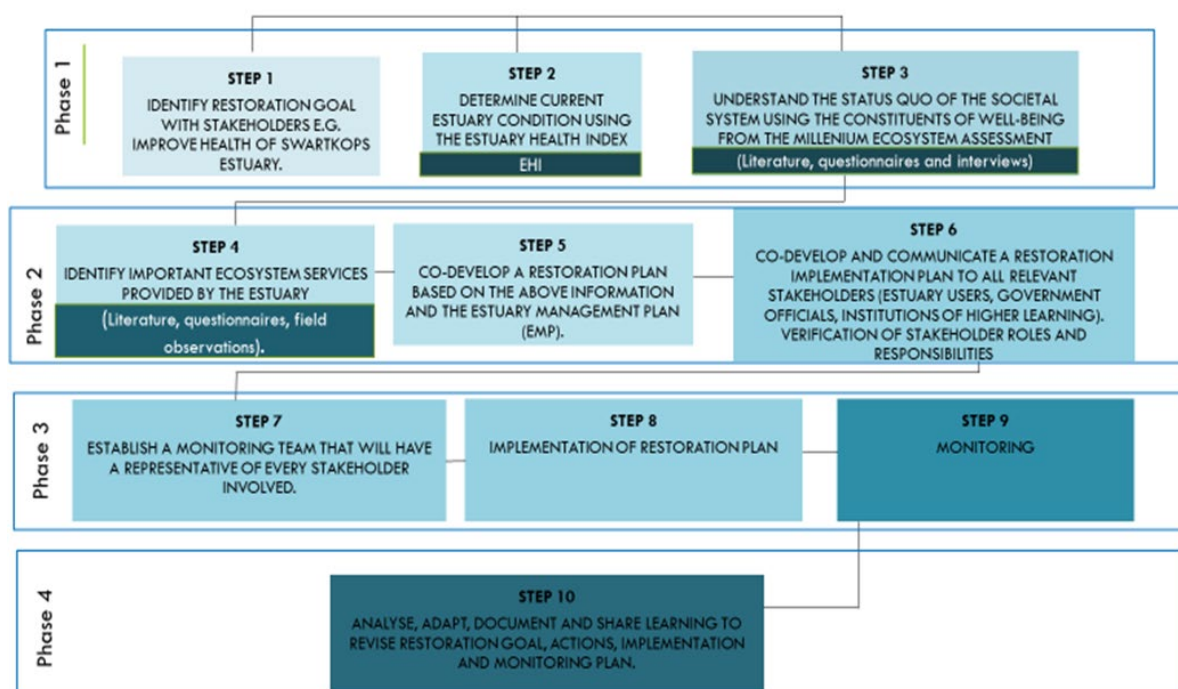 Phase 1
STEP 1
IDENTIFY RESTORATION GOAL
WITH STAKEHOLDERS E.G.
IMPROVE HEALTH OF SWARTKOPS
ESTUARY.
STEP 2
DETERMINE CURRENT
ESTUARY CONDITION USING
THE ESTUARY HEALTH INDEX
EHI
STEP 3
UNDERSTAND THE STATUS QUO OF THE SOCIETAL
SYSTEM USING THE CONSTITUENTS OF WELL-BEING
FROM THE MILLENIUM ECOSYSTEM ASSESSMENT
(Literature, questionnaires and interviews)
Phase 2
STEP 4
IDENTIFY IMPORTANT ECOSYSTEM SERVICES
PROVIDED BY THE ESTUARY
(Literature, questionnaires, field
observations).
STEP 5
CO-DEVELOP A RESTORATION PLAN
BASED ON THE ABOVE INFORMATION
AND THE ESTUARY MANAGEMENT PLAN
(EMP).
STEP 6
CO-DEVELOP AND COMMUNICATE A RESTORATION
IMPLEMENTATION PLAN TO ALL RELEVANT
STAKEHOLDERS (ESTUARY USERS, GOVERNMENT
OFFICIALS, INSTITUTIONS OF HIGHER LEARNING).
VERIFICATION OF STAKEHOLDER ROLES AND
RESPONSIBILITIES
Phase 3
STEP 7
ESTABLISH A MONITORING TEAM THAT WILL HAVE
A REPRESENTATIVE OF EVERY STAKEHOLDER
INVOLVED.
STEP 8
IMPLEMENTATION OF RESTORATION PLAN
STEP 9
MONITORING
Phase 4
STEP 10
ANALYSE, ADAPT, DOCUMENT AND SHARE LEARNING TO
REVISE RESTORATION GOAL, ACTIONS, IMPLEMENTATION
AND MONITORING PLAN.